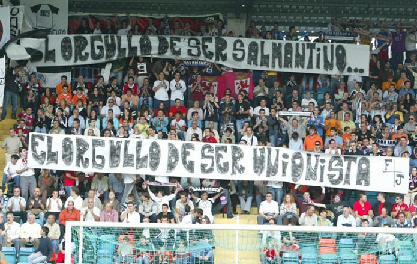 EL ORGULLO DE SER SALMANTINO...
EL ORGULLO DE SER UNIONISTA